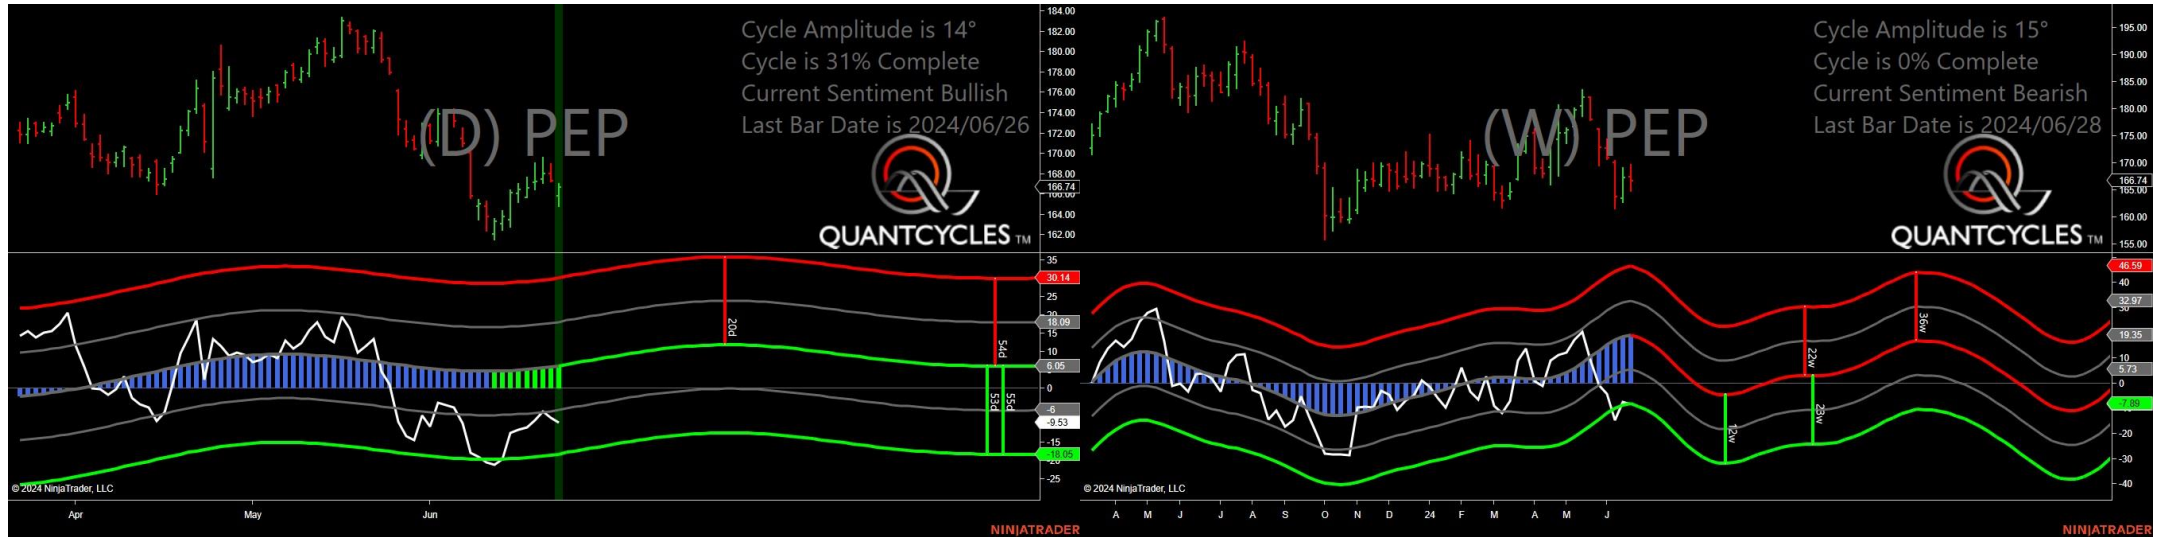 Cycle Amplitude is 14°
Cycle is 31% Complete
Current Sentiment Bullish
Last Bar Date is 2024/06/26
(D) PEP
QUANTCYCLES TM
184.00
182.00
180.00
178.00
176.00
174.00
172.00
170.00
168.00
166.74
166.00
164.00
162.00
35
30.14
25
20d
18.09
15
10
54d
6.05
0
53d
55d
-6
-9.53
-15
-18.05
-20
-25
© 2024 NinjaTrader, LLC
Apr May Jun
NINJATRADER
Cycle Amplitude is 15°
Cycle is 0% Complete
Current Sentiment Bearish
Last Bar Date is 2024/06/28
(W) PEP
QUANTCYCLES TM
195.00
190.00
185.00
180.00
175.00
170.00
166.74
165.00
160.00
155.00
46.59
40
36w
32.97
30
19.35
22w
10
5.73
0
-7.89
23w
12w
-20
-30
-40
© 2024 NinjaTrader, LLC
A M J J A S O N D 24 F M A M J
NINJATRADER